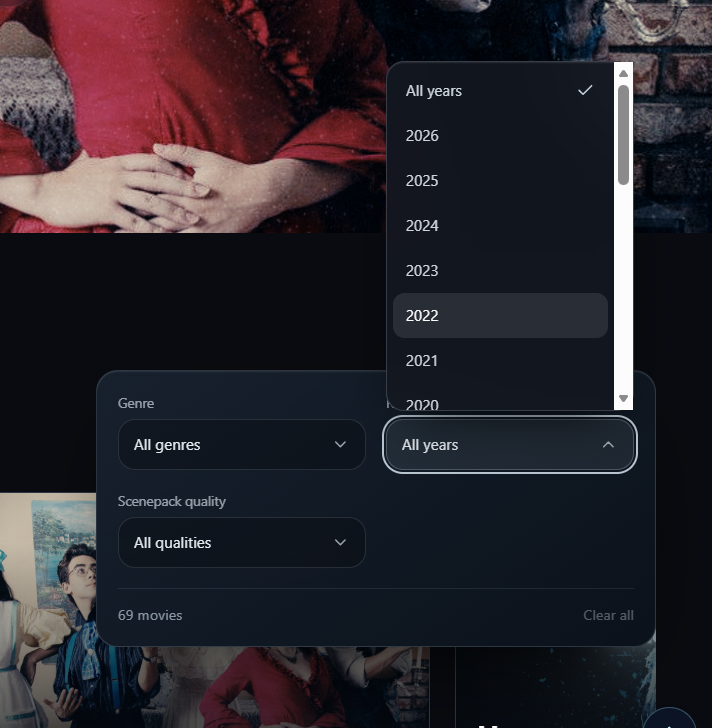 All years
2026
2025
2024
2023
2022
2021
2020
Genre
All genres
All years
Scenepack quality
All qualities
69 movies
Clear all